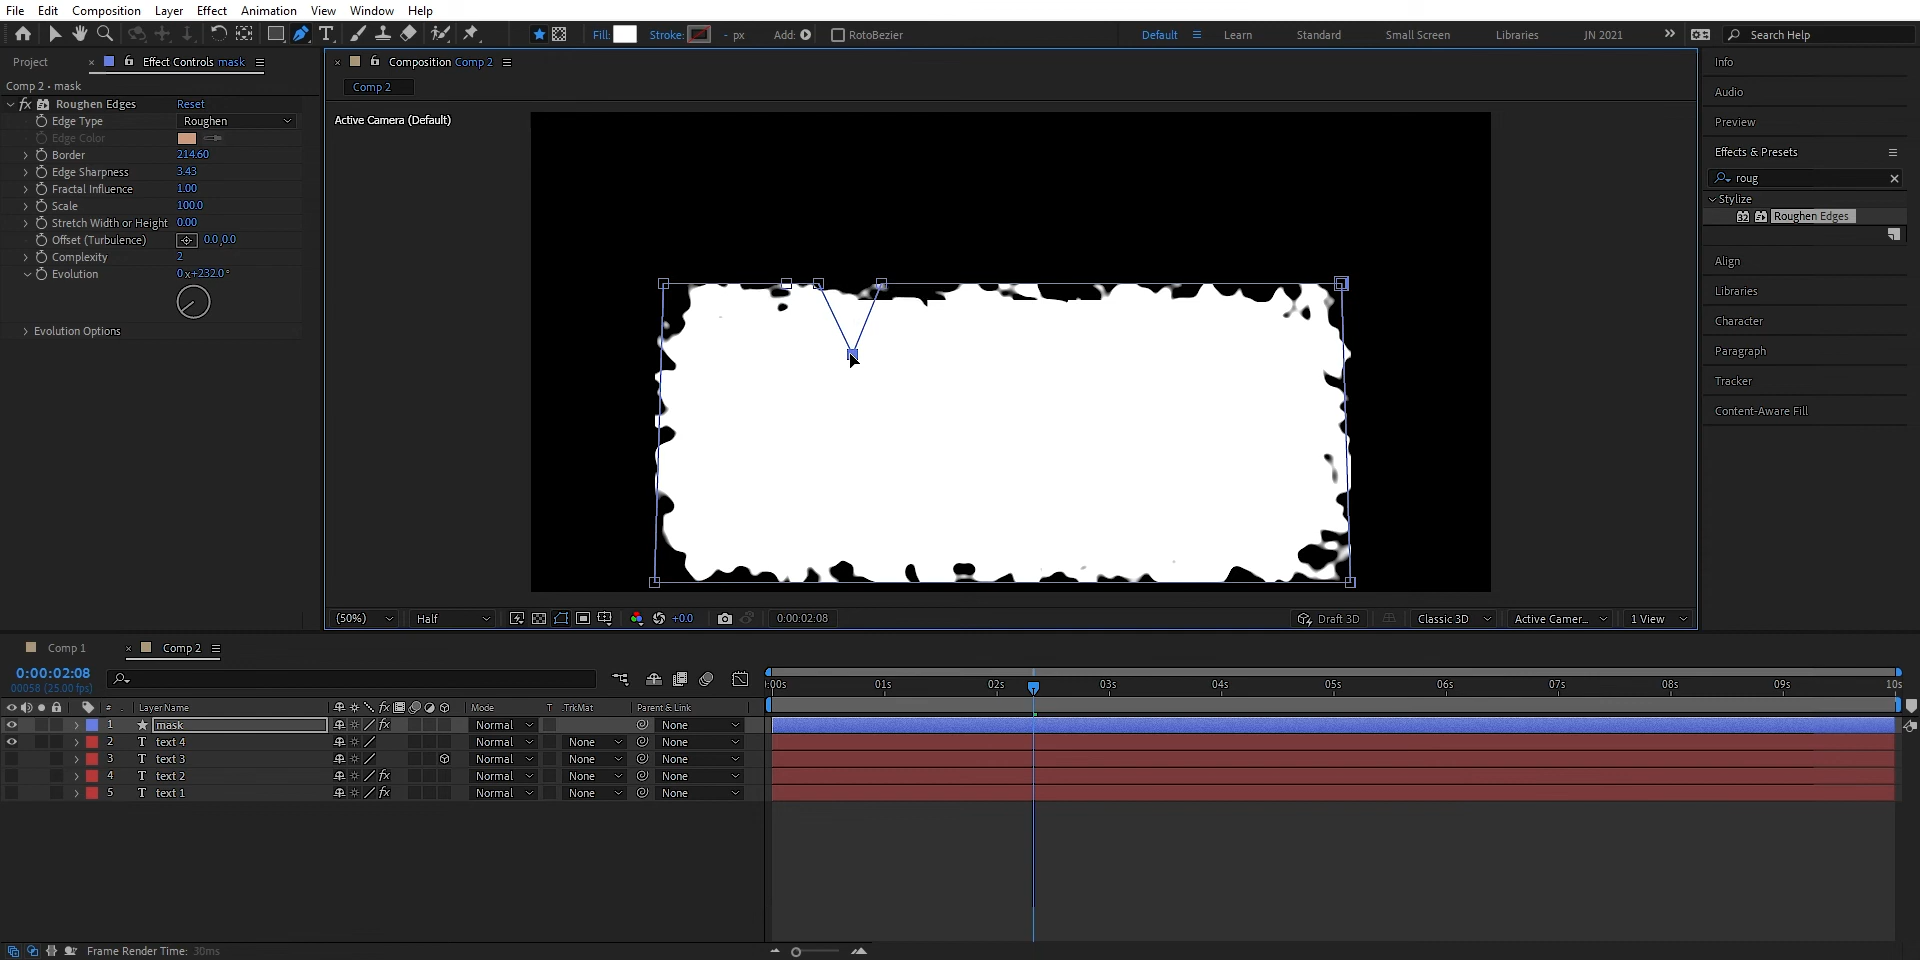 File Edit Composition Layer Effect Animation View Window Help
Fill: Stroke: - px Add: RotoBezier Default Learn Standard Small Screen Libraries JN 2021 Search Help
Project Effect Controls mask
Comp 2 • mask
fx Roughen Edges Reset
Edge Type Roughen
Edge Color
Border 214.60
Edge Sharpness 3.43
Fractal Influence 1.00
Scale 100.0
Stretch Width or Height 0.00
Offset (Turbulence) 0.0,0.0
Complexity 2
Evolution 0x+232.0°
Evolution Options
Composition Comp 2
Comp 2
Active Camera (Default)
(50%) Half +0.0 0:00:02:08 Draft 3D Classic 3D Active Camer... 1 View
Info
Audio
Preview
Effects & Presets
roug
Stylize
32 Roughen Edges
Align
Libraries
Character
Paragraph
Tracker
Content-Aware Fill
Comp 1 Comp 2
0:00:02:08
00058 (25.00 fps)
:00s 01s 02s 03s 04s 05s 06s 07s 08s 09s 10s
# Layer Name fx Mode T .TrkMat Parent & Link
1 mask fx Normal None
2 T text 4 Normal None None
3 T text 3 Normal None None
4 T text 2 fx Normal None None
5 T text 1 fx Normal None None
Frame Render Time: 30ms